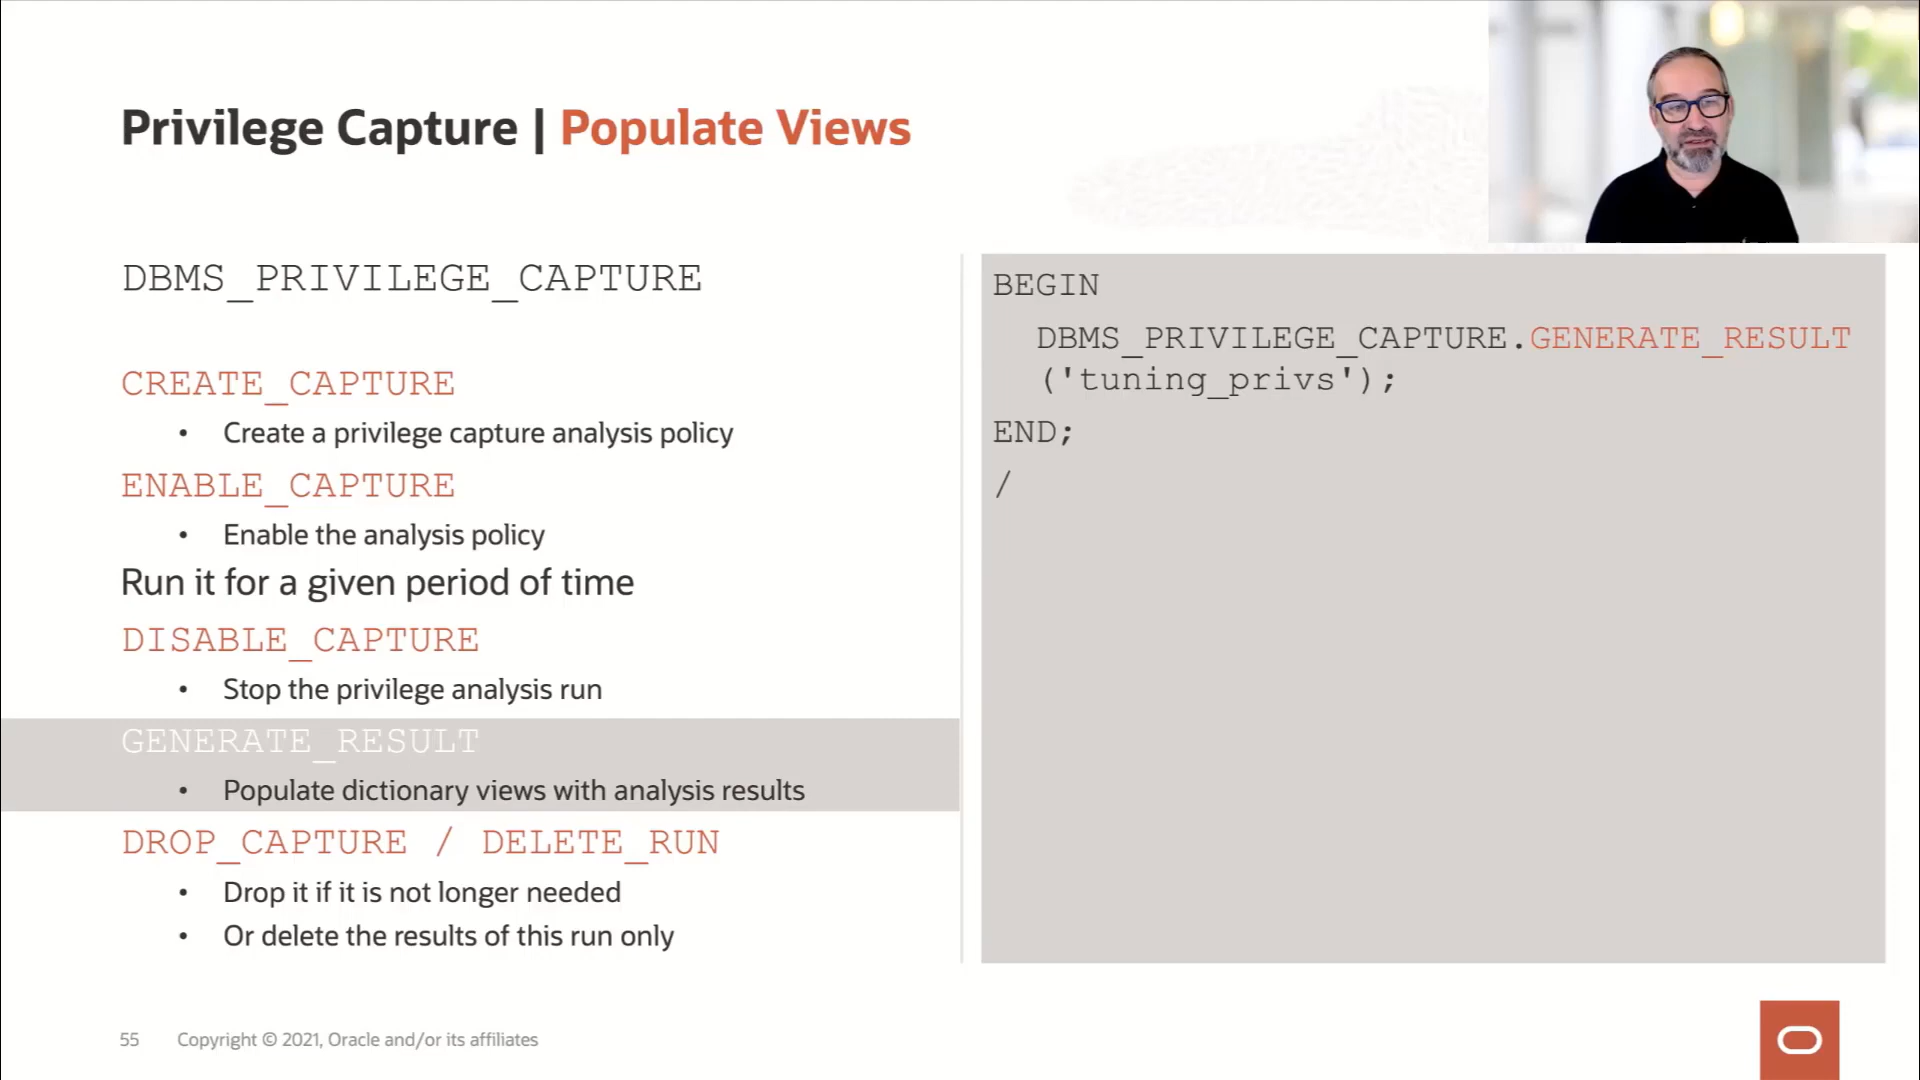 Privilege Capture | Populate Views
DBMS_PRIVILEGE_CAPTURE
CREATE_CAPTURE
• Create a privilege capture analysis policy
ENABLE_CAPTURE
• Enable the analysis policy
Run it for a given period of time
DISABLE_CAPTURE
• Stop the privilege analysis run
GENERATE_RESULT
• Populate dictionary views with analysis results
DROP_CAPTURE / DELETE_RUN
• Drop it if it is not longer needed
• Or delete the results of this run only
BEGIN
DBMS_PRIVILEGE_CAPTURE.GENERATE_RESULT
('tuning_privs');
END;
/
55 Copyright © 2021, Oracle and/or its affiliates